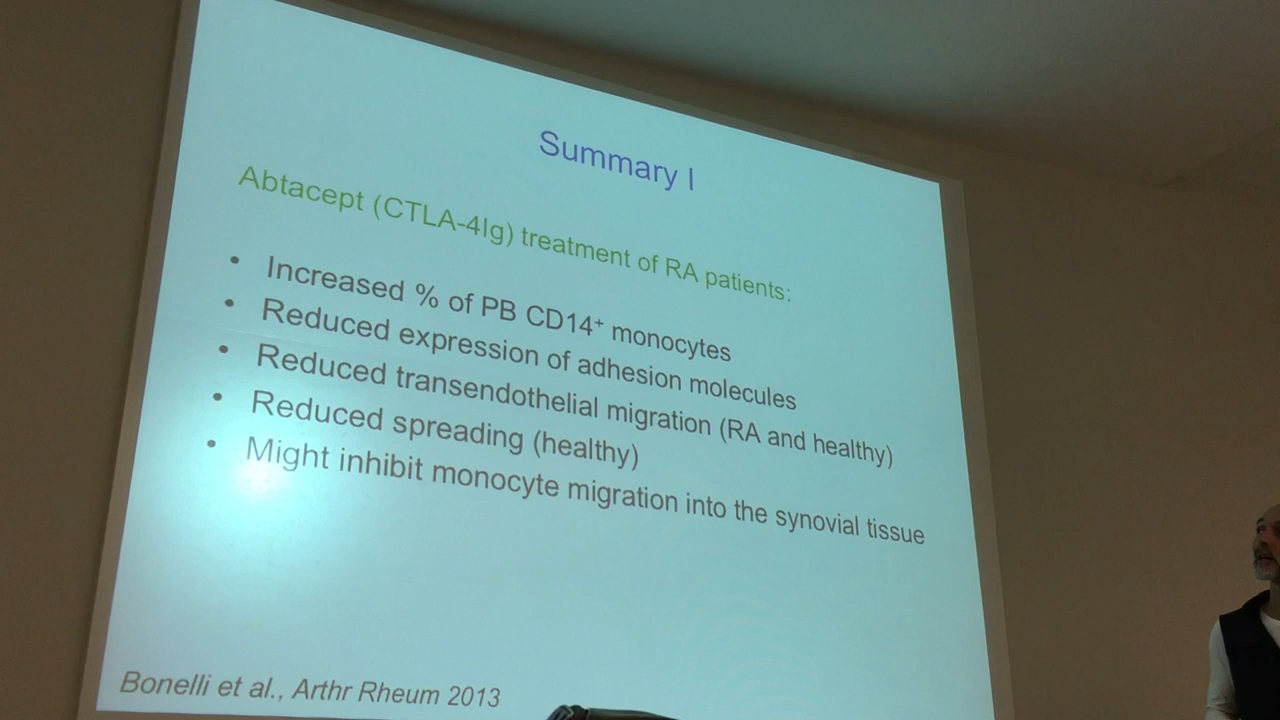 Summary I
Abtacept (CTLA-4Ig) treatment of RA patients:
• Increased % of PB CD14⁺ monocytes
• Reduced expression of adhesion molecules
• Reduced transendothelial migration (RA and healthy)
• Reduced spreading (healthy)
• Might inhibit monocyte migration into the synovial tissue
Bonelli et al., Arthr Rheum 2013